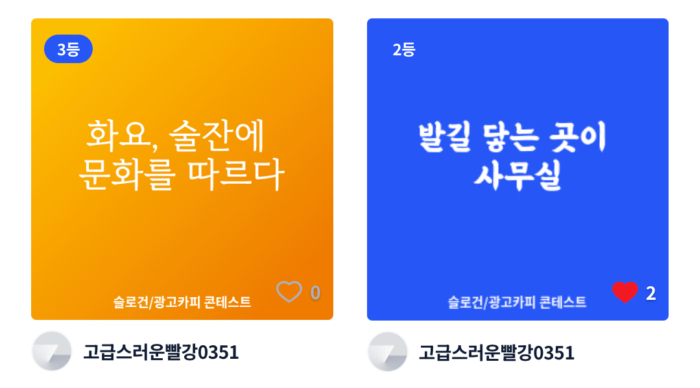 3등
화요, 술잔에
문화를 따르다
슬로건/광고카피 콘테스트
0
고급스러운빨강0351
2등
발길 닿는 곳이
사무실
슬로건/광고카피 콘테스트
2
고급스러운빨강0351